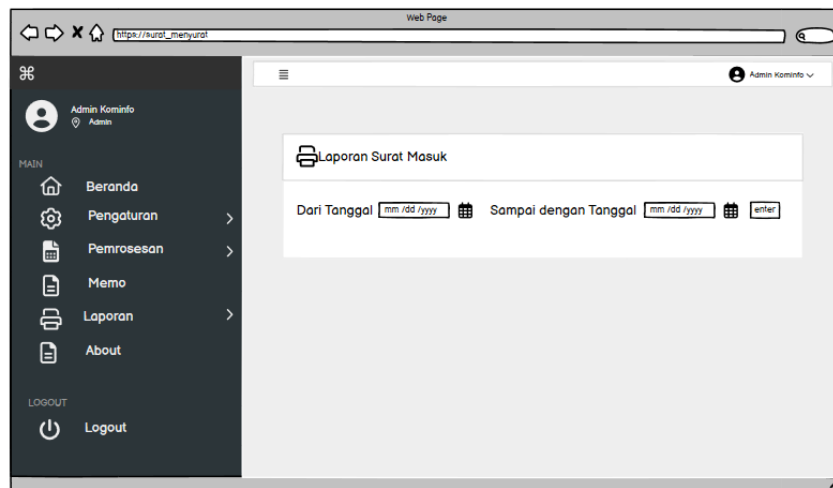 Web Page
https://surat_menyurat
Admin Kominfo
Admin Kominfo
Admin
MAIN
Beranda
Pengaturan
Pemrosesan
Memo
Laporan
About
LOGOUT
Logout
Laporan Surat Masuk
Dari Tanggal mm /dd /yyyy Sampai dengan Tanggal mm /dd /yyyy enter